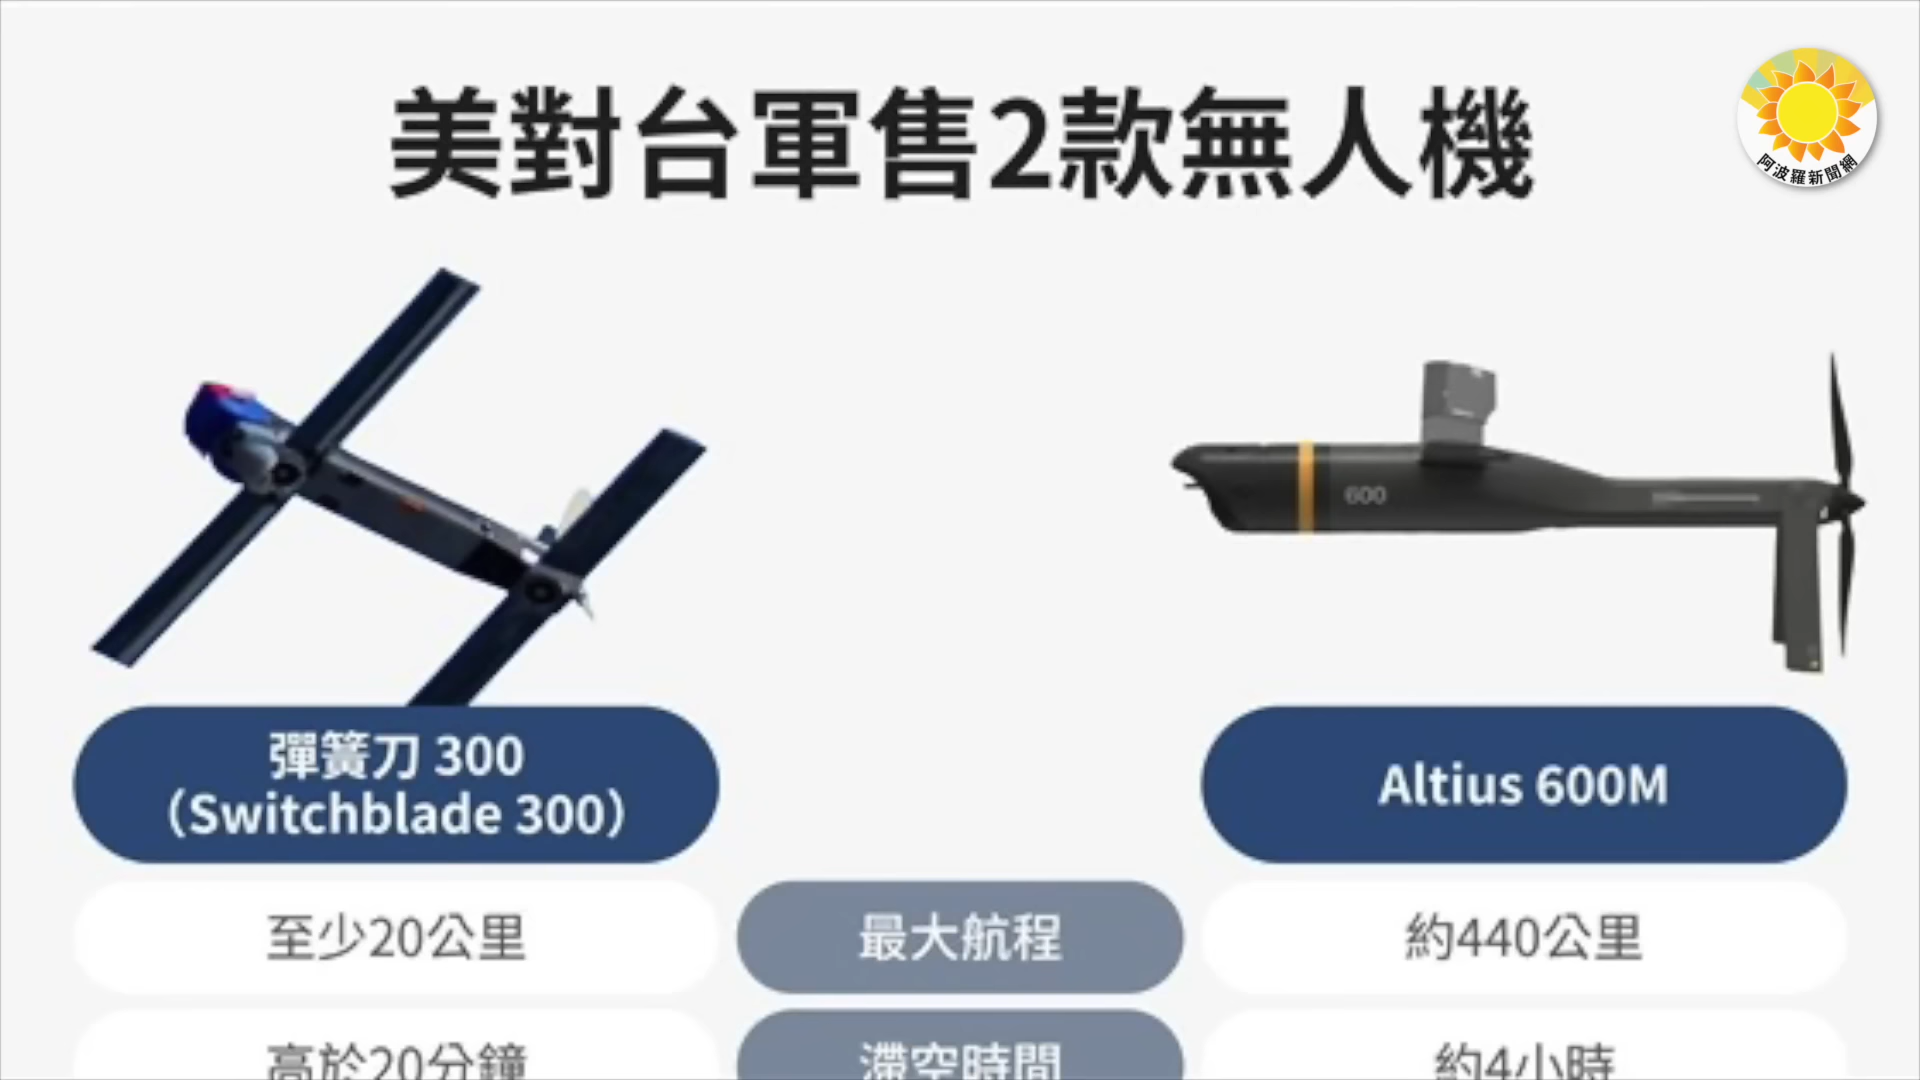 美對台軍售2款無人機
阿波羅新聞網
600
彈簧刀 300
（Switchblade 300）
Altius 600M
至少20公里
最大航程
約440公里
高於20分鐘
滯空時間
約4小時